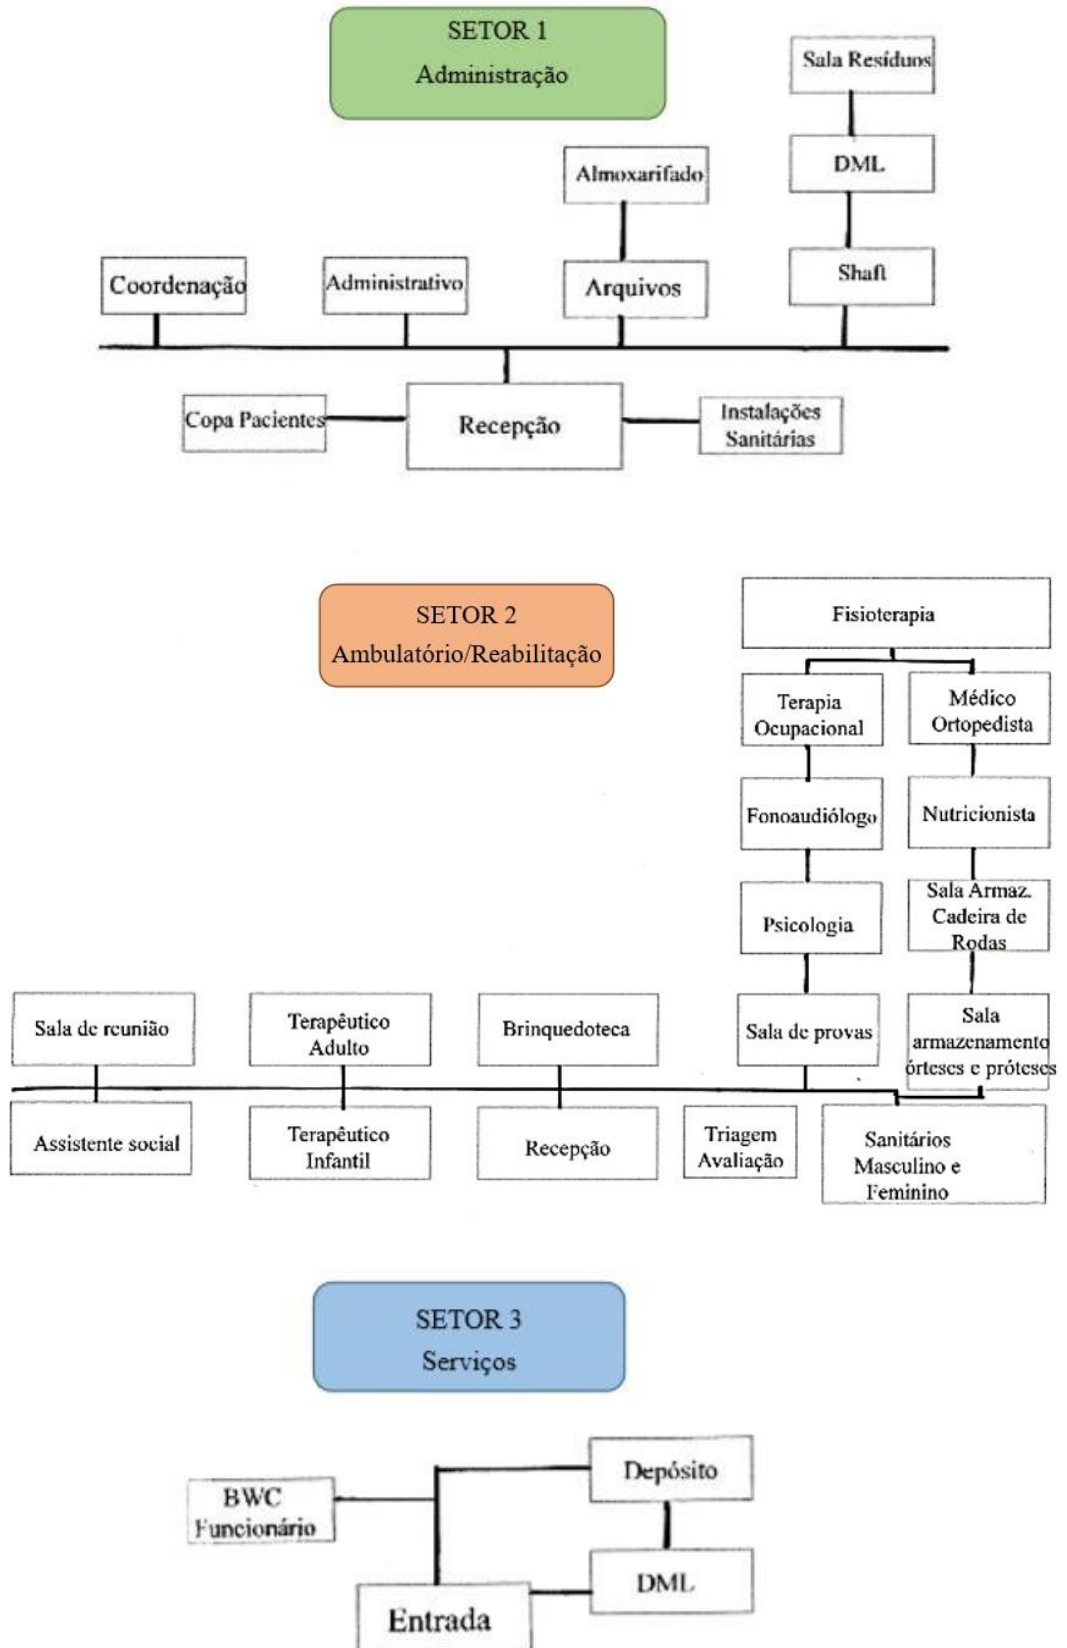 SETOR 1
Administração
Sala Resíduos
DML
Almoxarifado
Shaft
Coordenação
Administrativo
Arquivos
Copa Pacientes
Recepção
Instalações
Sanitárias
SETOR 2
Ambulatório/Reabilitação
Fisioterapia
Terapia
Ocupacional
Médico
Ortopedista
Fonoaudiólogo
Nutricionista
Psicologia
Sala Armaz.
Cadeira de
Rodas
Sala de reunião
Terapêutico
Adulto
Brinquedoteca
Sala de provas
Sala
armazenamento
órteses e próteses
Assistente social
Terapêutico
Infantil
Recepção
Triagem
Avaliação
Sanitários
Masculino e
Feminino
SETOR 3
Serviços
Depósito
BWC
Funcionário
DML
Entrada